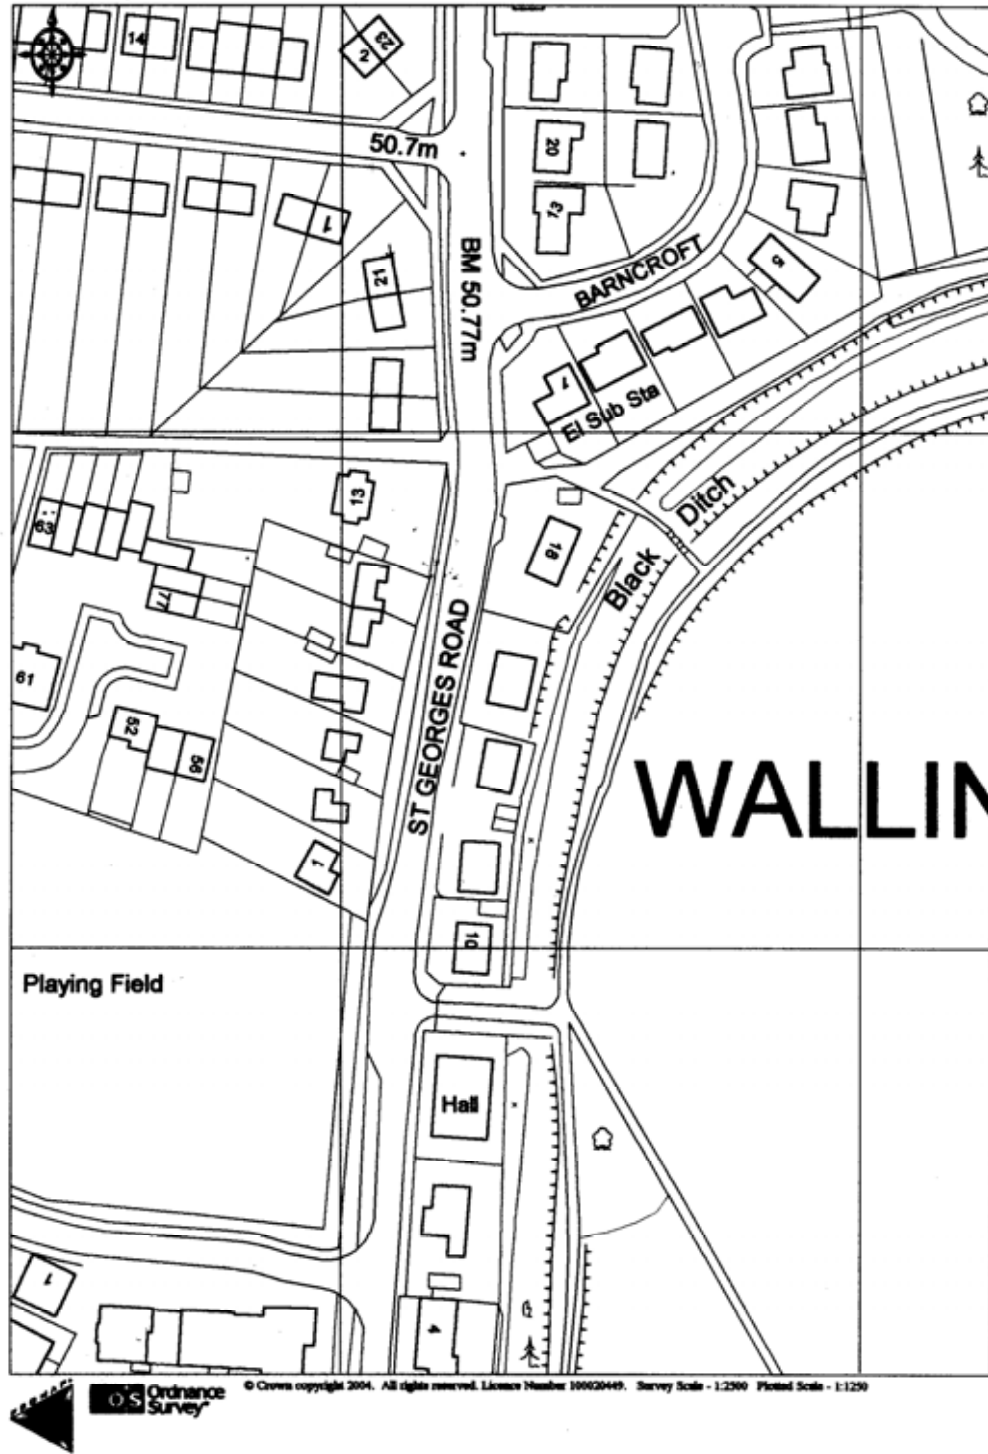 14
23
2
50.7m
20
13
1
21
BM 50.77m
BARNCROFT
5
1
El Sub Sta
Ditch
63
13
18
Black
77
61
ST GEORGES ROAD
52
56
WALLIN
1
10
Playing Field
Hall
1
4
OS Ordnance
Survey
© Crown copyright 2004. All rights reserved. Licence Number 100020449. Survey Scale - 1:2500 Plotted Scale - 1:1250